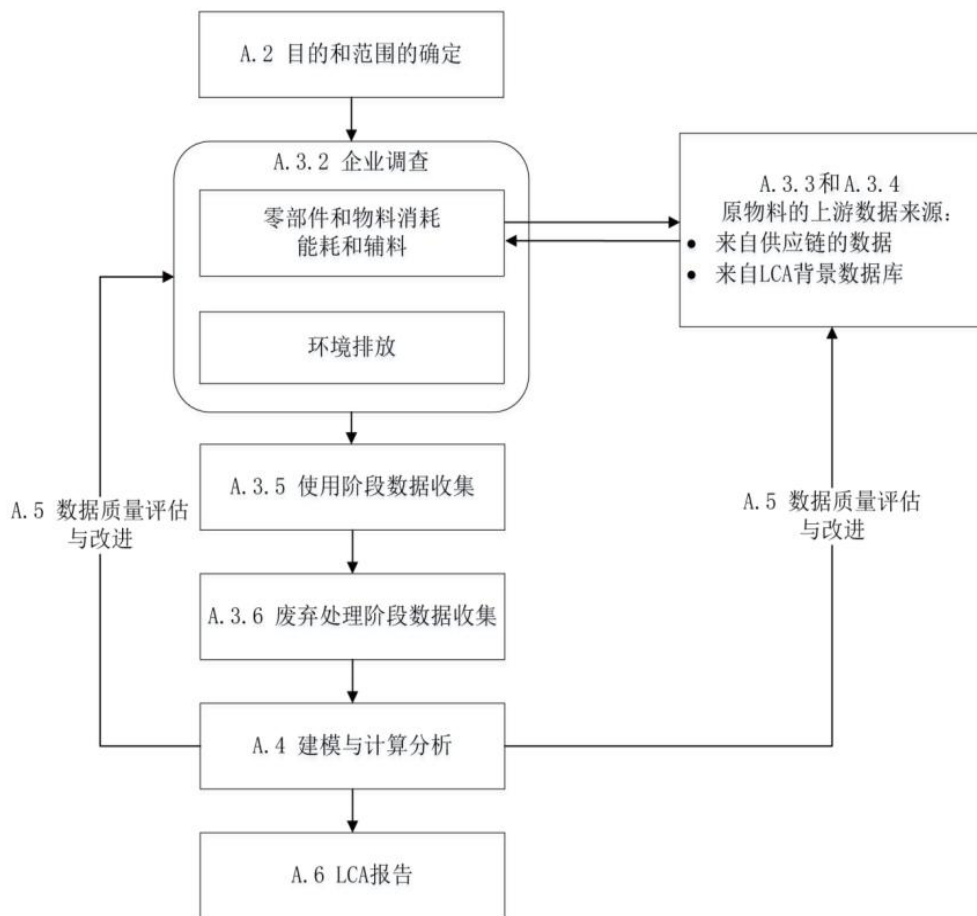 A.2 目的和范围的确定
A.3.2 企业调查
零部件和物料消耗
能耗和辅料
环境排放
A.3.3和A.3.4
原物料的上游数据来源：
● 来自供应链的数据
● 来自LCA背景数据库
A.3.5 使用阶段数据收集
A.5 数据质量评估
与改进
A.5 数据质量评估
与改进
A.3.6 废弃处理阶段数据收集
A.4 建模与计算分析
A.6 LCA报告